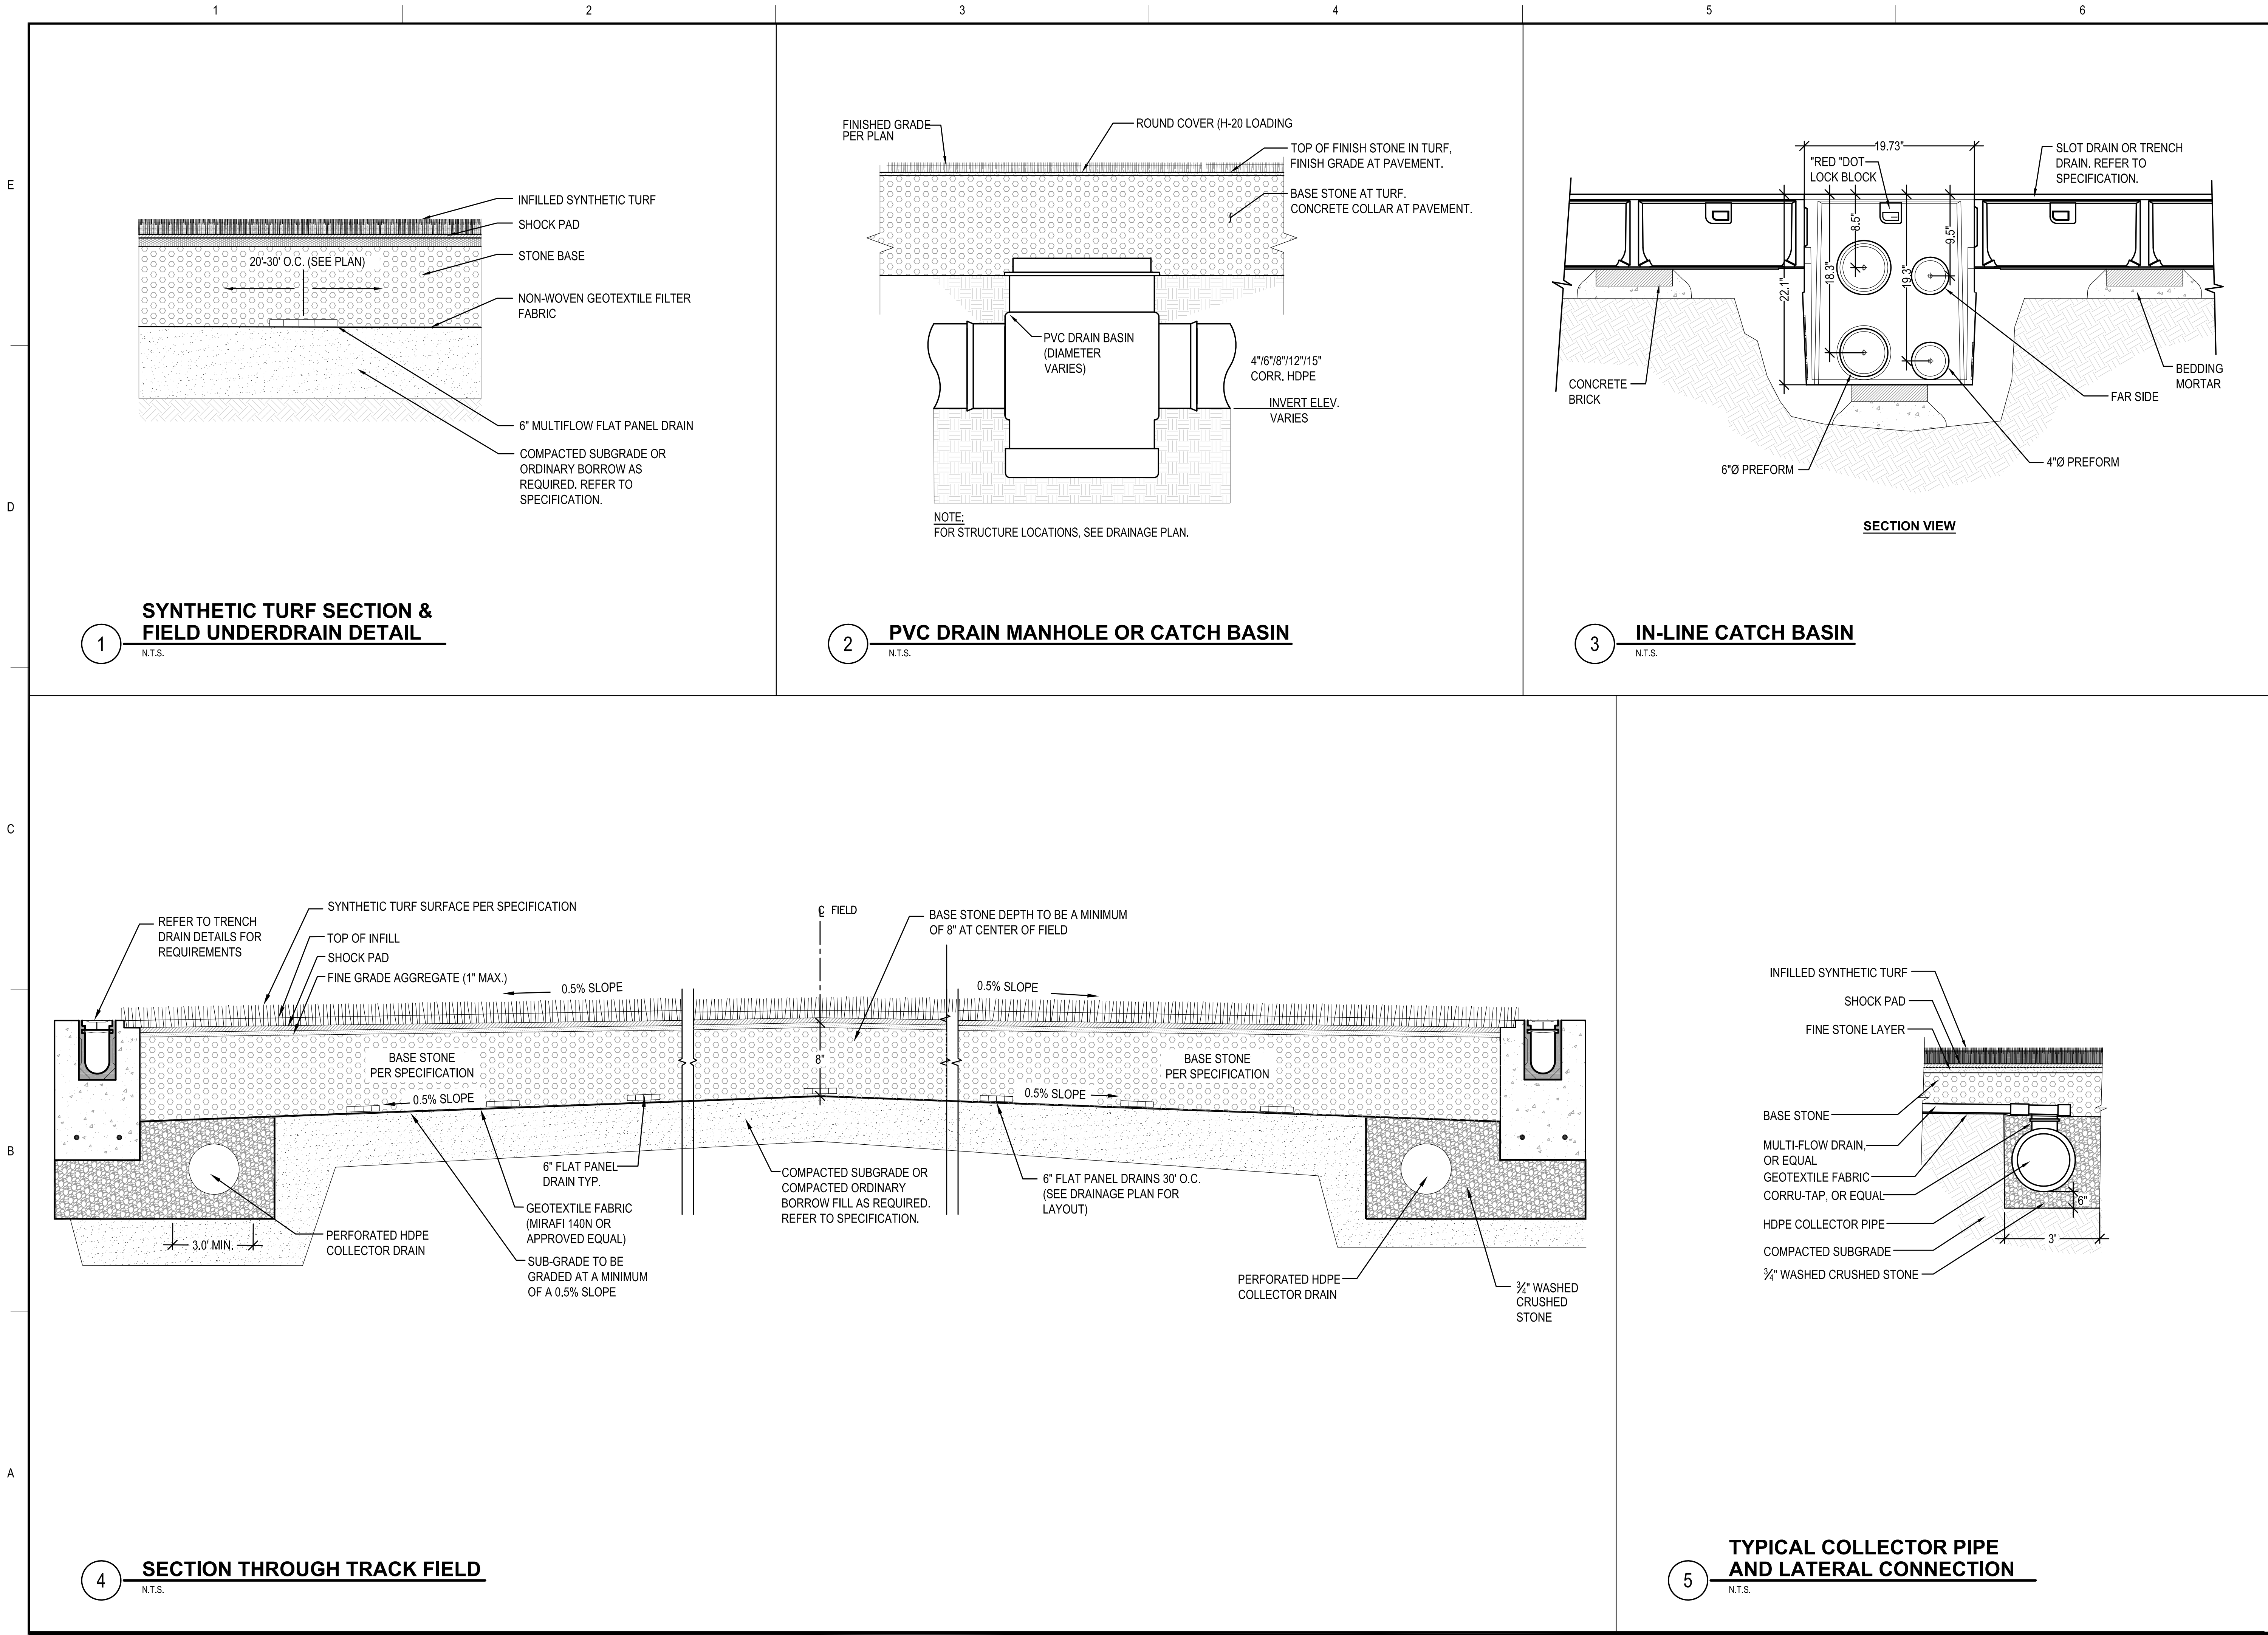 1 2 3 4 5 6
E
D
C
B
A
INFILLED SYNTHETIC TURF
SHOCK PAD
STONE BASE
20'-30' O.C. (SEE PLAN)
NON-WOVEN GEOTEXTILE FILTER
FABRIC
6" MULTIFLOW FLAT PANEL DRAIN
COMPACTED SUBGRADE OR
ORDINARY BORROW AS
REQUIRED. REFER TO
SPECIFICATION.
1
SYNTHETIC TURF SECTION &
FIELD UNDERDRAIN DETAIL
N.T.S.
FINISHED GRADE
PER PLAN
ROUND COVER (H-20 LOADING
TOP OF FINISH STONE IN TURF,
FINISH GRADE AT PAVEMENT.
BASE STONE AT TURF.
CONCRETE COLLAR AT PAVEMENT.
PVC DRAIN BASIN
(DIAMETER
VARIES)
4"/6"/8"/12"/15"
CORR. HDPE
INVERT ELEV.
VARIES
NOTE:
FOR STRUCTURE LOCATIONS, SEE DRAINAGE PLAN.
2
PVC DRAIN MANHOLE OR CATCH BASIN
N.T.S.
19.73"
"RED "DOT
LOCK BLOCK
SLOT DRAIN OR TRENCH
DRAIN. REFER TO
SPECIFICATION.
8.5"
9.5"
18.3"
19.3"
22.1"
CONCRETE
BRICK
BEDDING
MORTAR
FAR SIDE
6"Ø PREFORM
4"Ø PREFORM
SECTION VIEW
3
IN-LINE CATCH BASIN
N.T.S.
REFER TO TRENCH
DRAIN DETAILS FOR
REQUIREMENTS
SYNTHETIC TURF SURFACE PER SPECIFICATION
TOP OF INFILL
SHOCK PAD
FINE GRADE AGGREGATE (1" MAX.)
0.5% SLOPE
℄ FIELD
BASE STONE DEPTH TO BE A MINIMUM
OF 8" AT CENTER OF FIELD
0.5% SLOPE
BASE STONE
PER SPECIFICATION
8"
BASE STONE
PER SPECIFICATION
0.5% SLOPE
0.5% SLOPE
6" FLAT PANEL
DRAIN TYP.
GEOTEXTILE FABRIC
(MIRAFI 140N OR
APPROVED EQUAL)
SUB-GRADE TO BE
GRADED AT A MINIMUM
OF A 0.5% SLOPE
COMPACTED SUBGRADE OR
COMPACTED ORDINARY
BORROW FILL AS REQUIRED.
REFER TO SPECIFICATION.
6" FLAT PANEL DRAINS 30' O.C.
(SEE DRAINAGE PLAN FOR
LAYOUT)
3.0' MIN.
PERFORATED HDPE
COLLECTOR DRAIN
PERFORATED HDPE
COLLECTOR DRAIN
¾" WASHED
CRUSHED
STONE
4
SECTION THROUGH TRACK FIELD
N.T.S.
INFILLED SYNTHETIC TURF
SHOCK PAD
FINE STONE LAYER
BASE STONE
MULTI-FLOW DRAIN,
OR EQUAL
GEOTEXTILE FABRIC
CORRU-TAP, OR EQUAL
6"
HDPE COLLECTOR PIPE
3'
COMPACTED SUBGRADE
¾" WASHED CRUSHED STONE
5
TYPICAL COLLECTOR PIPE
AND LATERAL CONNECTION
N.T.S.